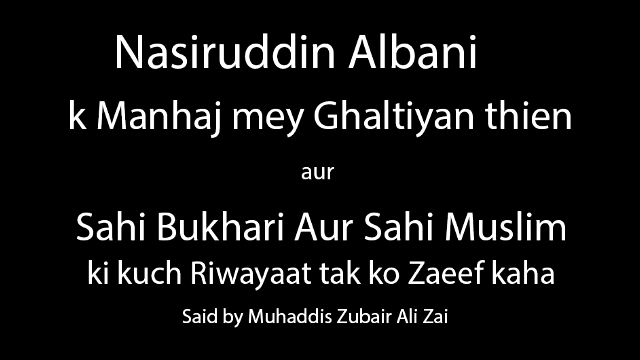 Nasiruddin Albani
k Manhaj mey Ghaltiyan thien
aur
Sahi Bukhari Aur Sahi Muslim
ki kuch Riwayaat tak ko Zaeef kaha
Said by Muhaddis Zubair Ali Zai